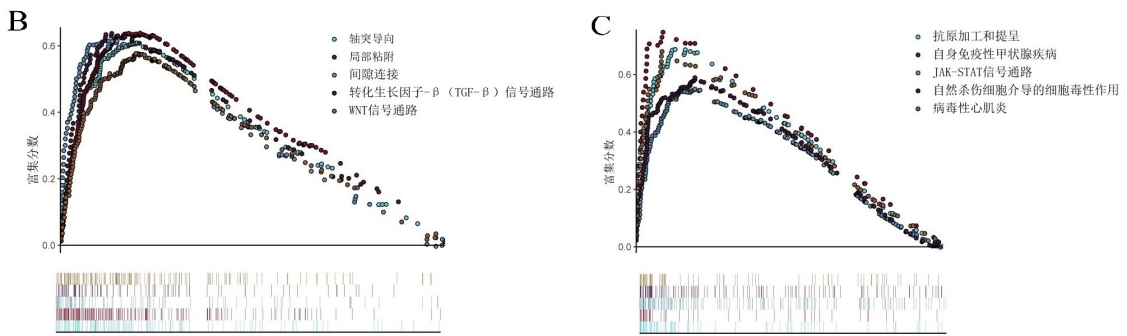 B
轴突导向
局部粘附
间隙连接
转化生长因子-β（TGF-β）信号通路
WNT信号通路
富集分数
0.6
0.4
0.2
0.0
C
抗原加工和提呈
自身免疫性甲状腺疾病
JAK-STAT信号通路
自然杀伤细胞介导的细胞毒性作用
病毒性心肌炎
富集分数
0.6
0.4
0.2
0.0